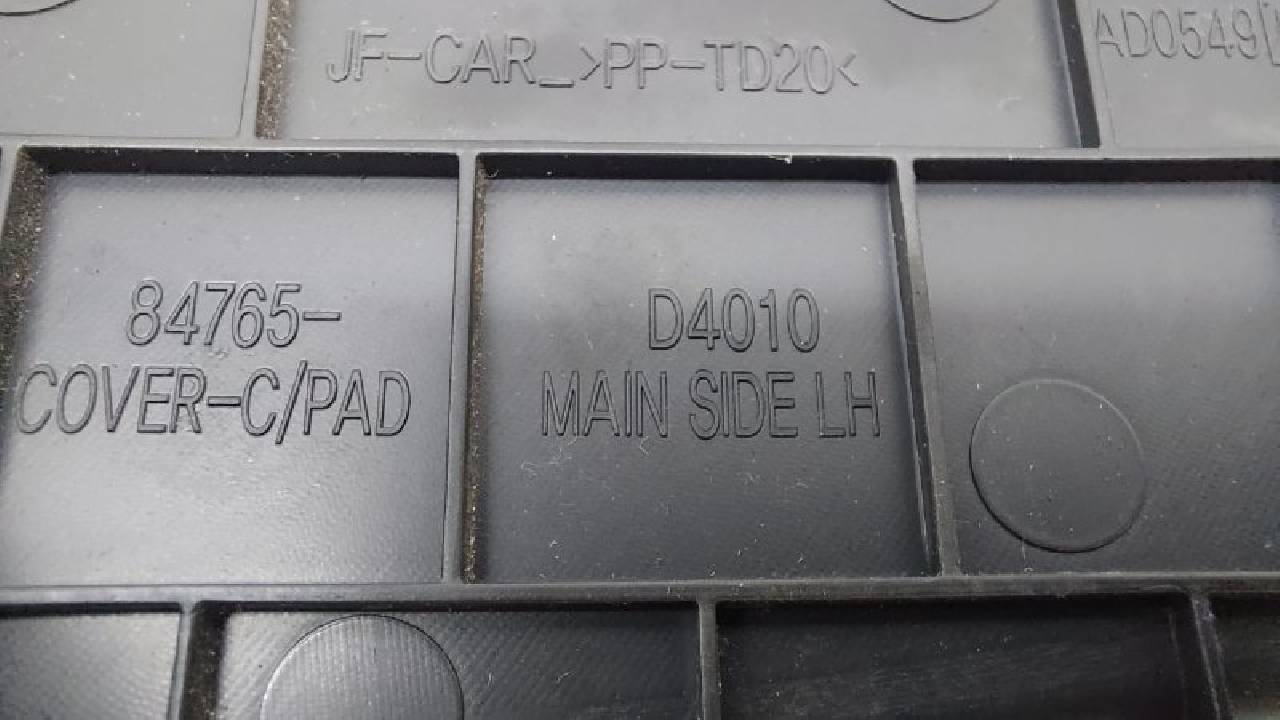 JF-CAR_>PP-TD20<
AD0549
84765- D4010
COVER-C/PAD MAIN SIDE LH